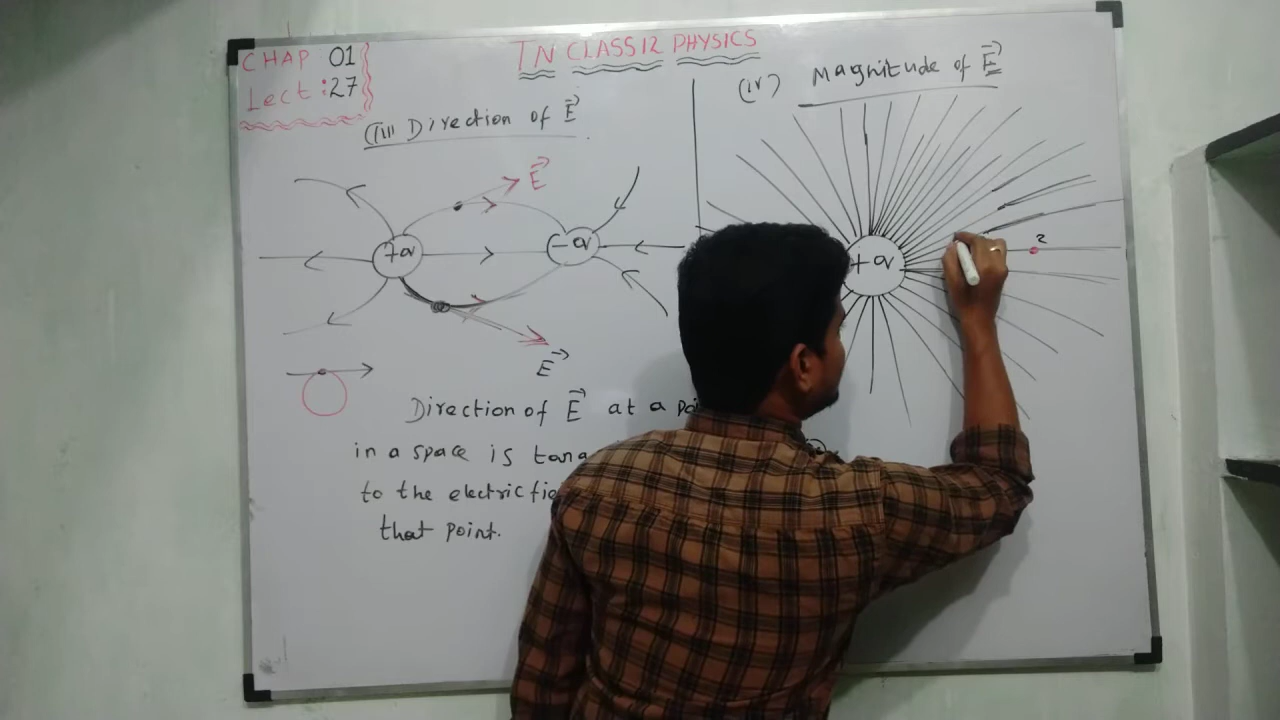 CHAP 01
Lect:27
TN CLASS 12 PHYSICS
(III) Direction of E⃗
+q
-q
E⃗
E⃗
Direction of E⃗ at a
in a space is
to the electric
that point.
(IV) Magnitude of E⃗
+q
2